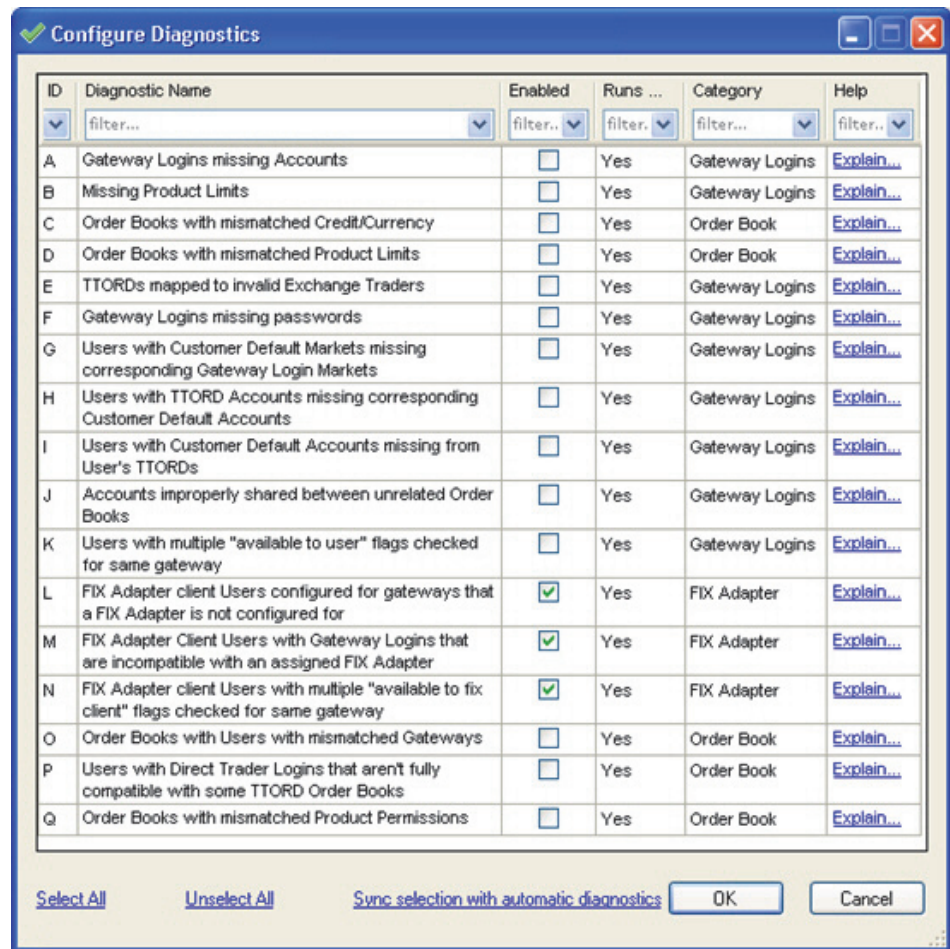 Configure Diagnostics
ID Diagnostic Name Enabled Runs ... Category Help
filter... filter.. filter. filter... filter..
A Gateway Logins missing Accounts Yes Gateway Logins Explain...
B Missing Product Limits Yes Gateway Logins Explain...
C Order Books with mismatched Credit/Currency Yes Order Book Explain...
D Order Books with mismatched Product Limits Yes Order Book Explain...
E TTORDs mapped to invalid Exchange Traders Yes Gateway Logins Explain...
F Gateway Logins missing passwords Yes Gateway Logins Explain...
G Users with Customer Default Markets missing Yes Gateway Logins Explain...
corresponding Gateway Login Markets
H Users with TTORD Accounts missing corresponding Yes Gateway Logins Explain...
Customer Default Accounts
I Users with Customer Default Accounts missing from Yes Gateway Logins Explain...
User's TTORDs
J Accounts improperly shared between unrelated Order Yes Gateway Logins Explain...
Books
K Users with multiple "available to user" flags checked Yes Gateway Logins Explain...
for same gateway
L FIX Adapter client Users configured for gateways that Yes FIX Adapter Explain...
a FIX Adapter is not configured for
M FIX Adapter Client Users with Gateway Logins that Yes FIX Adapter Explain...
are incompatible with an assigned FIX Adapter
N FIX Adapter client Users with multiple "available to fix Yes FIX Adapter Explain...
client" flags checked for same gateway
O Order Books with Users with mismatched Gateways Yes Order Book Explain...
P Users with Direct Trader Logins that aren't fully Yes Order Book Explain...
compatible with some TTORD Order Books
Q Order Books with mismatched Product Permissions Yes Order Book Explain...
Select All Unselect All Sync selection with automatic diagnostics OK Cancel